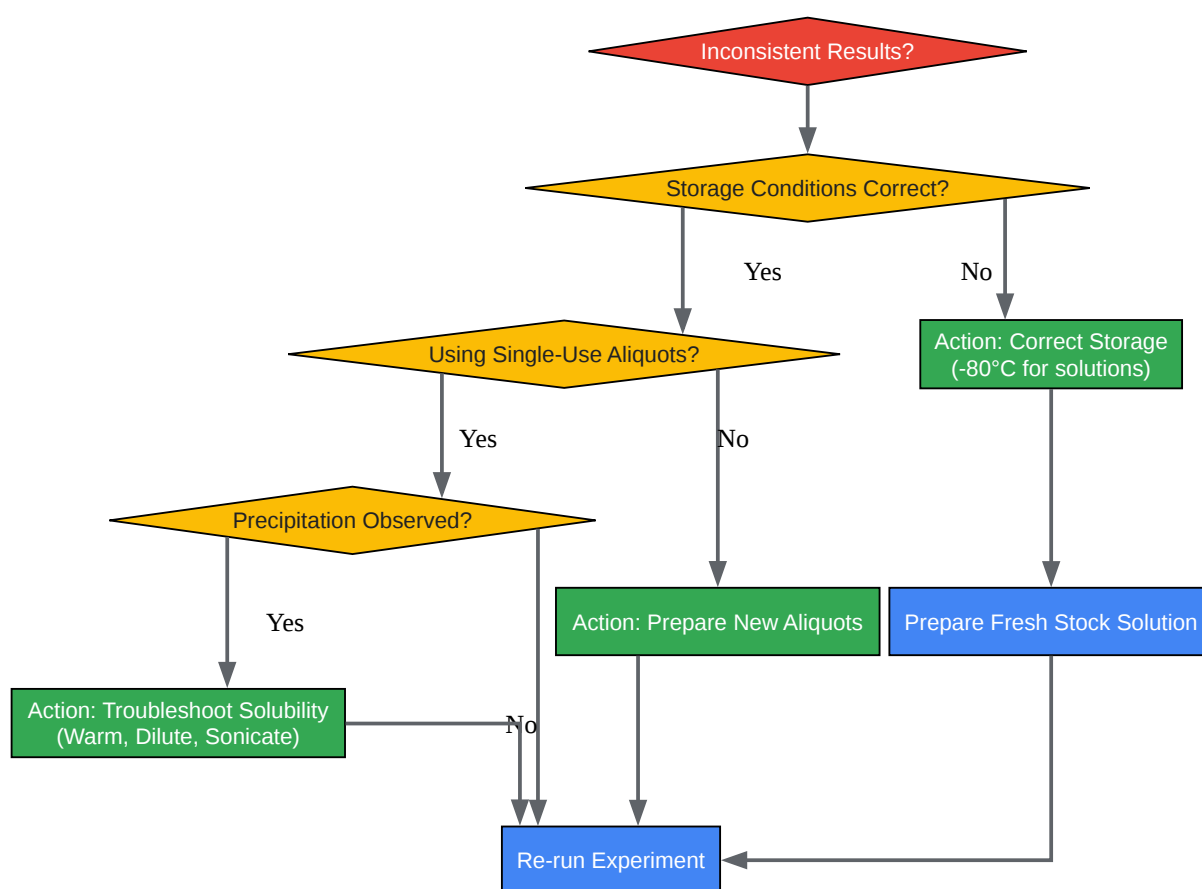 Inconsistent Results?
Storage Conditions Correct?
Yes
No
Using Single-Use Aliquots?
Action: Correct Storage
(-80°C for solutions)
Yes
No
Precipitation Observed?
Action: Prepare New Aliquots
Prepare Fresh Stock Solution
Yes
Action: Troubleshoot Solubility
(Warm, Dilute, Sonicate)
No
Re-run Experiment